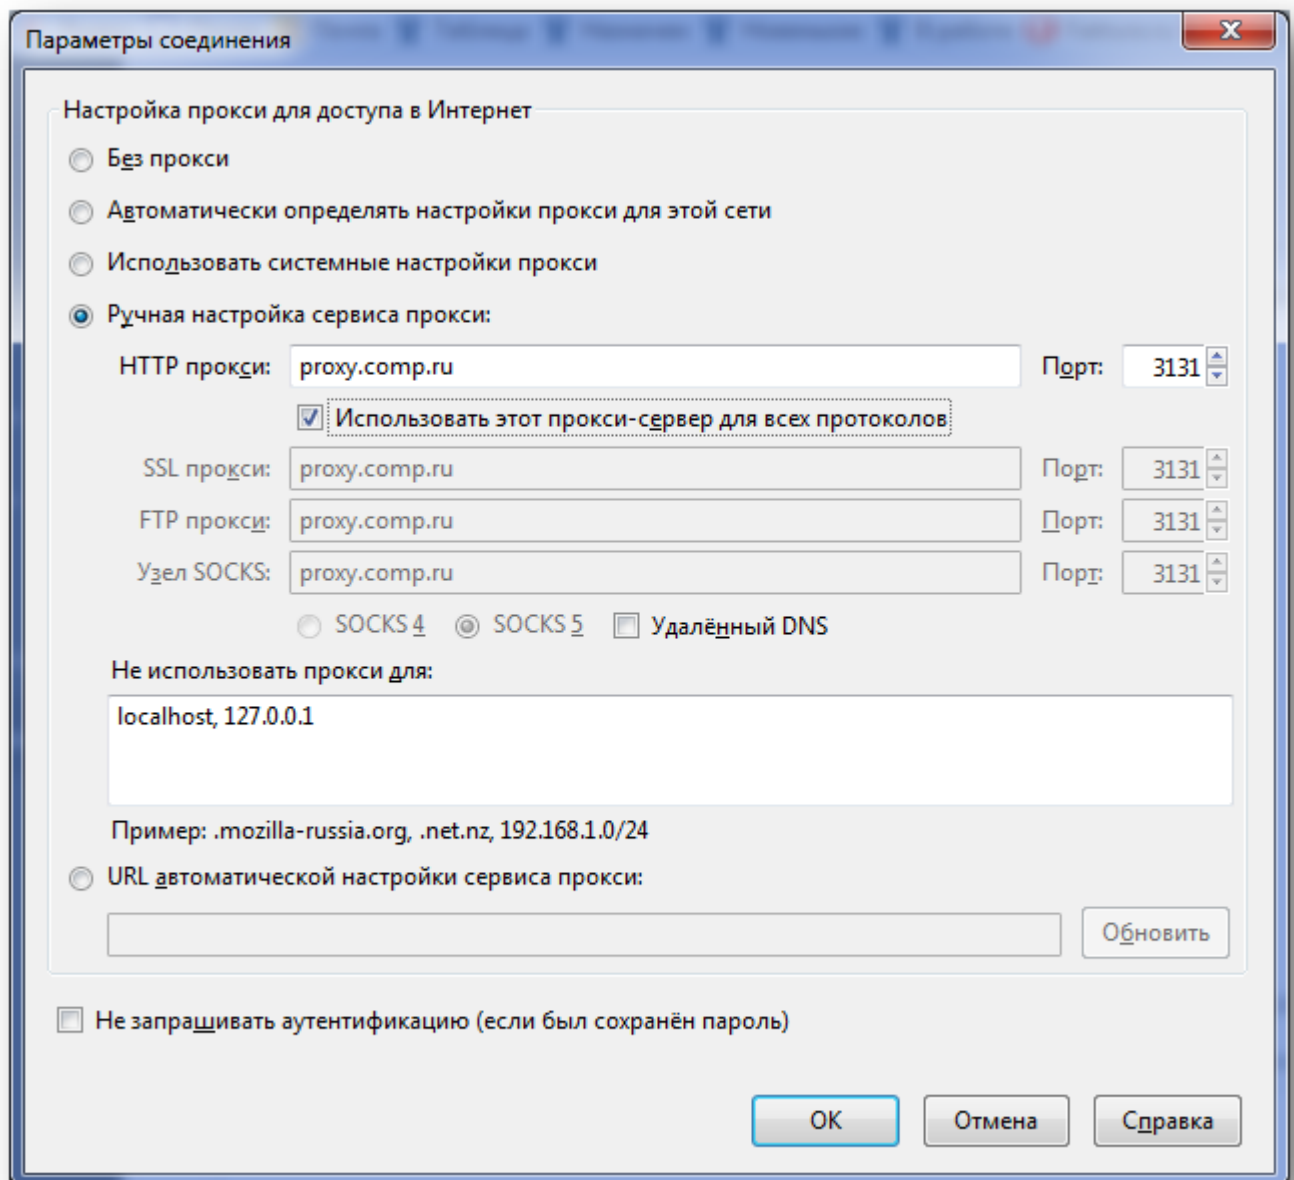 Параметры соединения
Настройка прокси для доступа в Интернет
Без прокси
Автоматически определять настройки прокси для этой сети
Использовать системные настройки прокси
Ручная настройка сервиса прокси:
HTTP прокси: proxy.comp.ru Порт: 3131
Использовать этот прокси-сервер для всех протоколов
SSL прокси: proxy.comp.ru Порт: 3131
FTP прокси: proxy.comp.ru Порт: 3131
Узел SOCKS: proxy.comp.ru Порт: 3131
SOCKS 4 SOCKS 5 Удалённый DNS
Не использовать прокси для:
localhost, 127.0.0.1
Пример: .mozilla-russia.org, .net.nz, 192.168.1.0/24
URL автоматической настройки сервиса прокси:
Обновить
Не запрашивать аутентификацию (если был сохранён пароль)
OK Отмена Справка